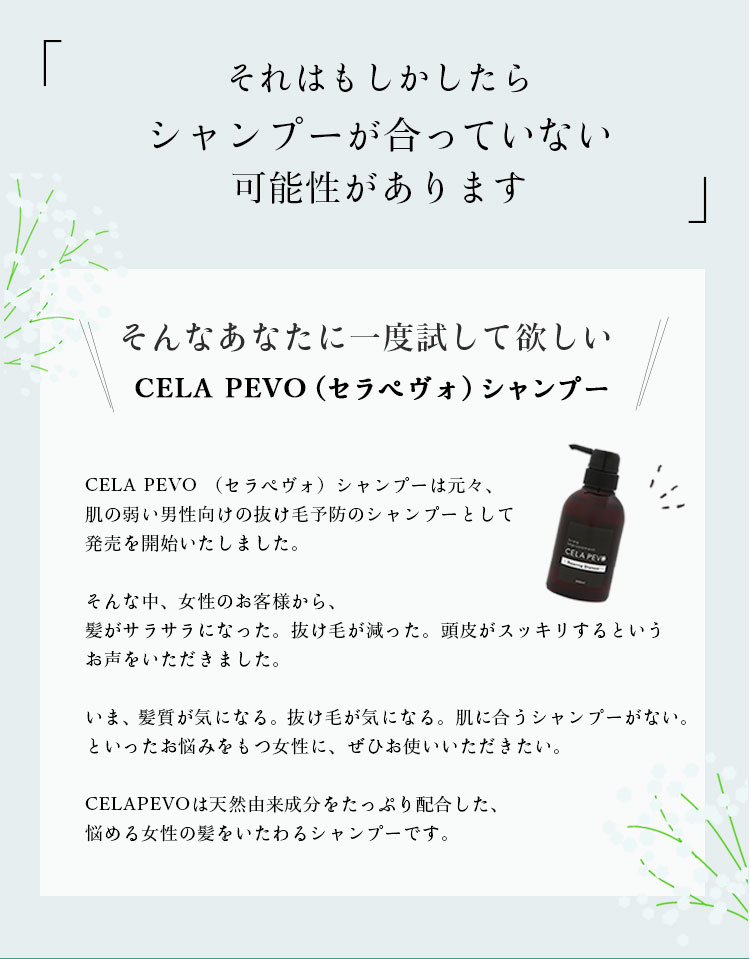 「それはもしかしたら
シャンプーが合っていない
可能性があります」
そんなあなたに一度試して欲しい
CELA PEVO（セラペヴォ）シャンプー
CELA PEVO （セラペヴォ）シャンプーは元々、
肌の弱い男性向けの抜け毛予防のシャンプーとして
発売を開始いたしました。
CELA PEVO
そんな中、女性のお客様から、
髪がサラサラになった。抜け毛が減った。頭皮がスッキリするという
お声をいただきました。
いま、髪質が気になる。抜け毛が気になる。肌に合うシャンプーがない。
といったお悩みをもつ女性に、ぜひお使いいただきたい。
CELAPEVOは天然由来成分をたっぷり配合した、
悩める女性の髪をいたわるシャンプーです。